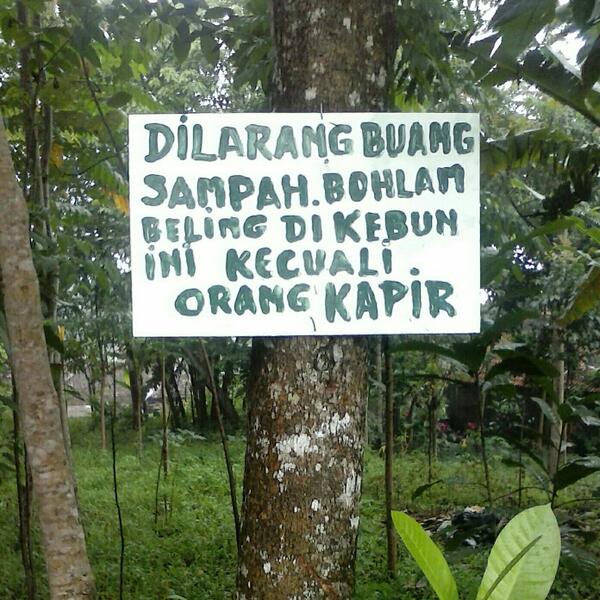 DILARANG BUANG
SAMPAH. BOHLAM
BELING DI KEBUN
INI KECUALI.
ORANG KAPIR